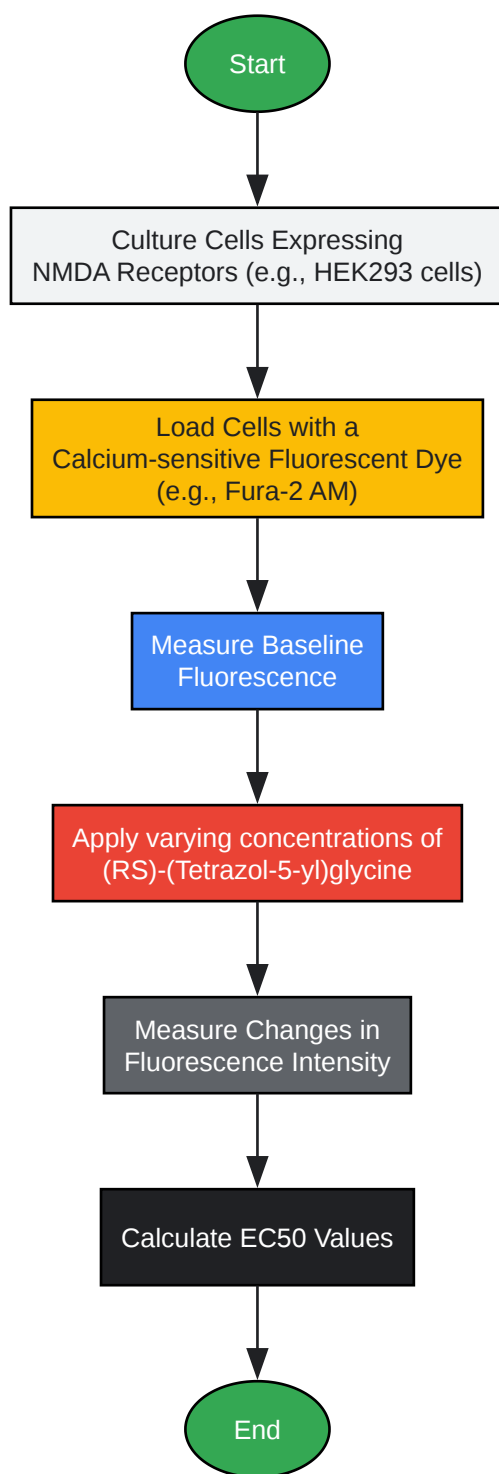 Start
Culture Cells Expressing
NMDA Receptors (e.g., HEK293 cells)
Load Cells with a
Calcium-sensitive Fluorescent Dye
(e.g., Fura-2 AM)
Measure Baseline
Fluorescence
Apply varying concentrations of
(RS)-(Tetrazol-5-yl)glycine
Measure Changes in
Fluorescence Intensity
Calculate EC50 Values
End